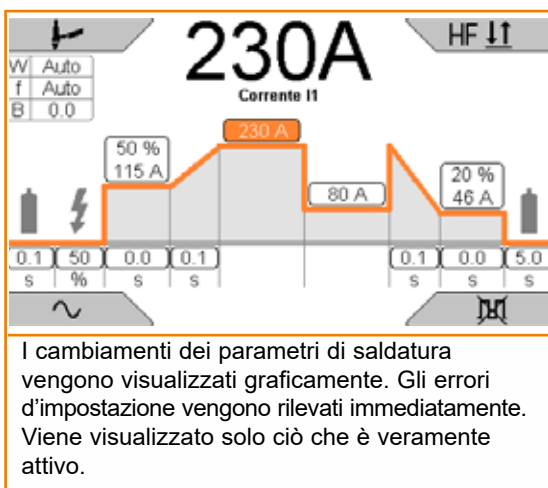 230A
HF
Corrente I1
W Auto
f Auto
B 0.0
230 A
50 %
115 A
80 A
20 %
46 A
0.1 50 0.0 0.1 0.1 0.0 5.0
s % s s s s s
I cambiamenti dei parametri di saldatura
vengono visualizzati graficamente. Gli errori
d'impostazione vengono rilevati immediatamente.
Viene visualizzato solo ciò che è veramente
attivo.